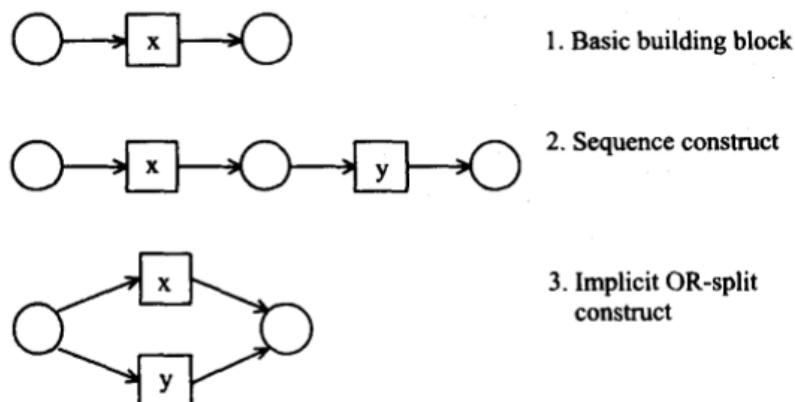 x
1. Basic building block
x
y
2. Sequence construct
x
3. Implicit OR-split
construct
y